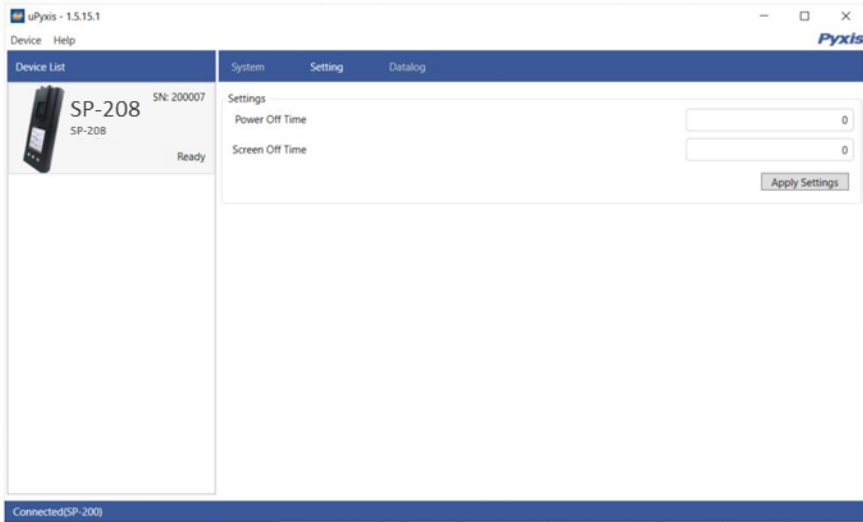 uPyxis - 1.5.15.1
Device Help
Pyxis
Device List
System Setting Datalog
SP-208
SN: 200007
SP-208
Ready
Settings
Power Off Time 0
Screen Off Time 0
Apply Settings
Connected(SP-200)